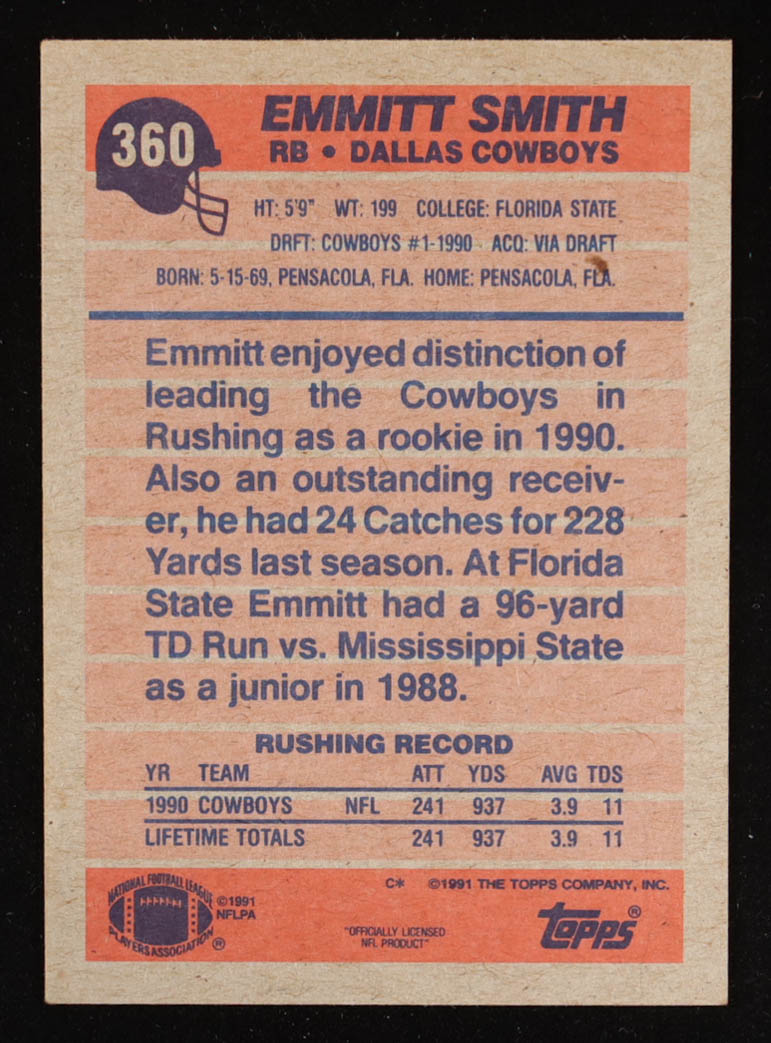 360
EMMITT SMITH
RB • DALLAS COWBOYS
HT: 5'9" WT: 199 COLLEGE: FLORIDA STATE
DRFT: COWBOYS #1-1990 ACQ: VIA DRAFT
BORN: 5-15-69, PENSACOLA, FLA. HOME: PENSACOLA, FLA.
Emmitt enjoyed distinction of
leading the Cowboys in
Rushing as a rookie in 1990.
Also an outstanding receiv-
er, he had 24 Catches for 228
Yards last season. At Florida
State Emmitt had a 96-yard
TD Run vs. Mississippi State
as a junior in 1988.
RUSHING RECORD
YR TEAM ATT YDS AVG TDS
1990 COWBOYS NFL 241 937 3.9 11
LIFETIME TOTALS 241 937 3.9 11
C* ©1991 THE TOPPS COMPANY, INC.
NATIONAL FOOTBALL LEAGUE
PLAYERS ASSOCIATION ®
©1991
NFLPA
"OFFICIALLY LICENSED
NFL PRODUCT"
topps®